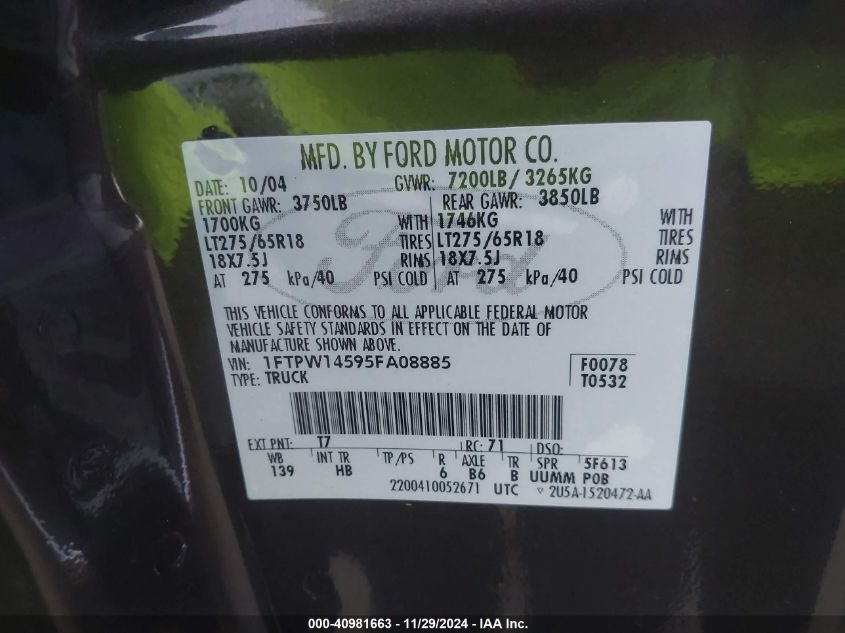 MFD. BY FORD MOTOR CO.
DATE: 10/04 GVWR: 7200LB/ 3265KG
FRONT GAWR: 3750LB REAR GAWR: 3850LB
1700KG WITH 1746KG WITH
LT275/65R18 TIRES LT275/65R18 TIRES
18X7.5J RIMS 18X7.5J RIMS
AT 275 kPa/40 PSI COLD AT 275 kPa/40 PSI COLD
Ford
THIS VEHICLE CONFORMS TO ALL APPLICABLE FEDERAL MOTOR
VEHICLE SAFETY STANDARDS IN EFFECT ON THE DATE OF
MANUFACTURE SHOWN ABOVE.
VIN: 1FTPW14595FA08885 F0078
TYPE: TRUCK T0532
EXT PNT: T7 RC: 71 DSO:
WB INT TR TP/PS R AXLE TR SPR 5F613
139 HB 6 B6 B UUMM POB
2200410052671 UTC ▽ 2U5A-1520472-AA
000-40981663 - 11/29/2024 - IAA Inc.